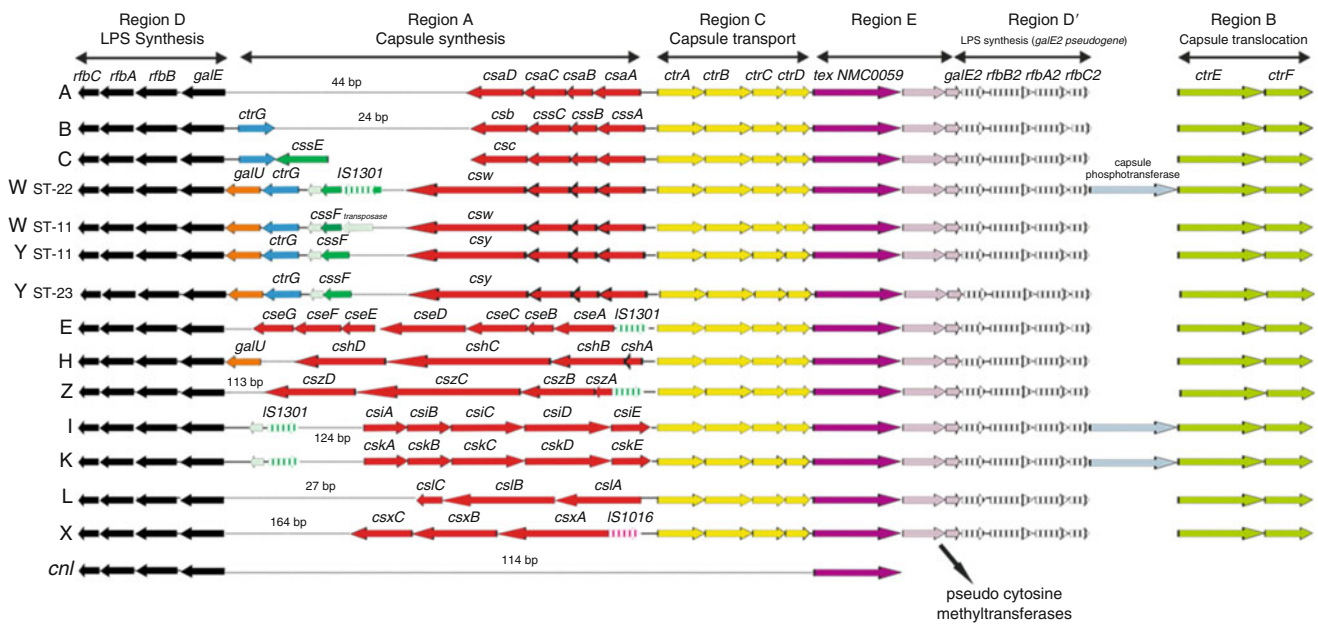 Region D Region A Region C Region E Region D′ Region B
LPS Synthesis Capsule synthesis Capsule transport LPS synthesis (galE2 pseudogene) Capsule translocation
rfbC rfbA rfbB galE csaD csaC csaB csaA ctrA ctrB ctrC ctrD tex NMC0059 galE2 rfbB2 rfbA2 rfbC2 ctrE ctrF
A 44 bp
ctrG 24 bp csb cssC cssB cssA
B
cssE csc
C
capsule
phosphotransferase
galU ctrG IS1301 csw
W ST-22
cssF transposase csw
W ST-11
ctrG cssF csy
Y ST-11
ctrG cssF csy
Y ST-23
cseG cseF cseE cseD cseC cseB cseA IS1301
E
galU cshD cshC cshB cshA
H
113 bp cszD cszC cszB cszA
Z
IS1301 csiA csiB csiC csiD csiE
I
124 bp cskA cskB cskC cskD cskE
K
27 bp cslC cslB cslA
L
164 bp csxC csxB csxA IS1016
X
114 bp
cnl
pseudo cytosine
methyltransferases